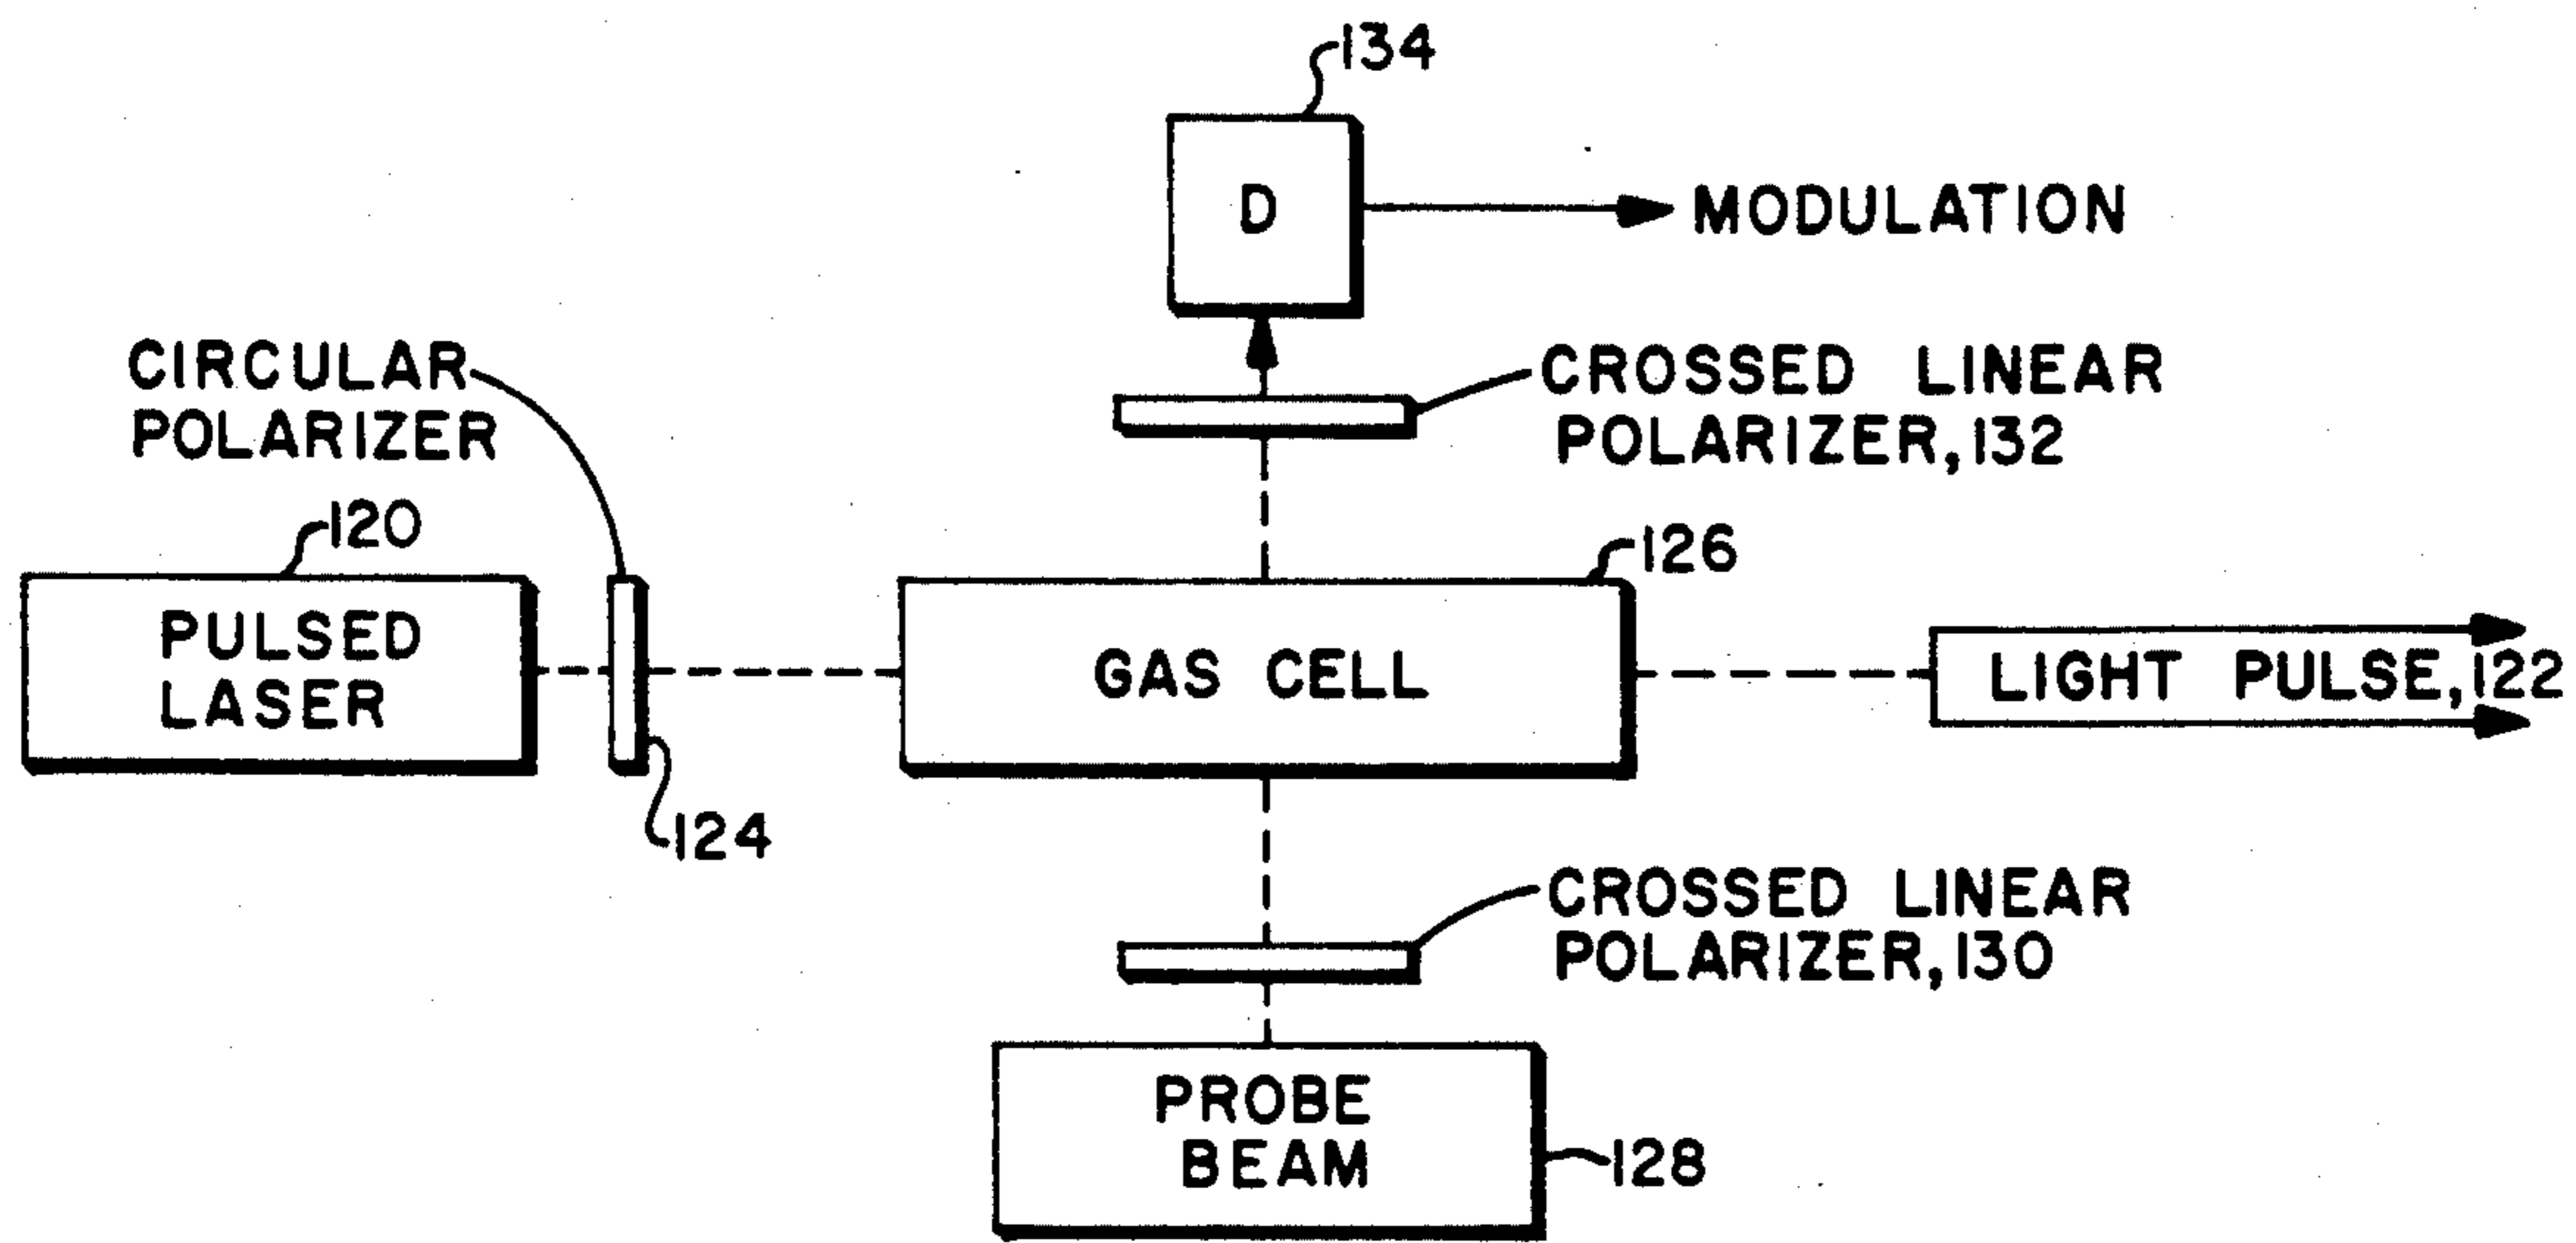 134
D
MODULATION
CIRCULAR
POLARIZER
CROSSED LINEAR
POLARIZER, 132
120
126
PULSED
LASER
GAS CELL
LIGHT PULSE, 122
124
CROSSED LINEAR
POLARIZER, 130
PROBE
BEAM
128